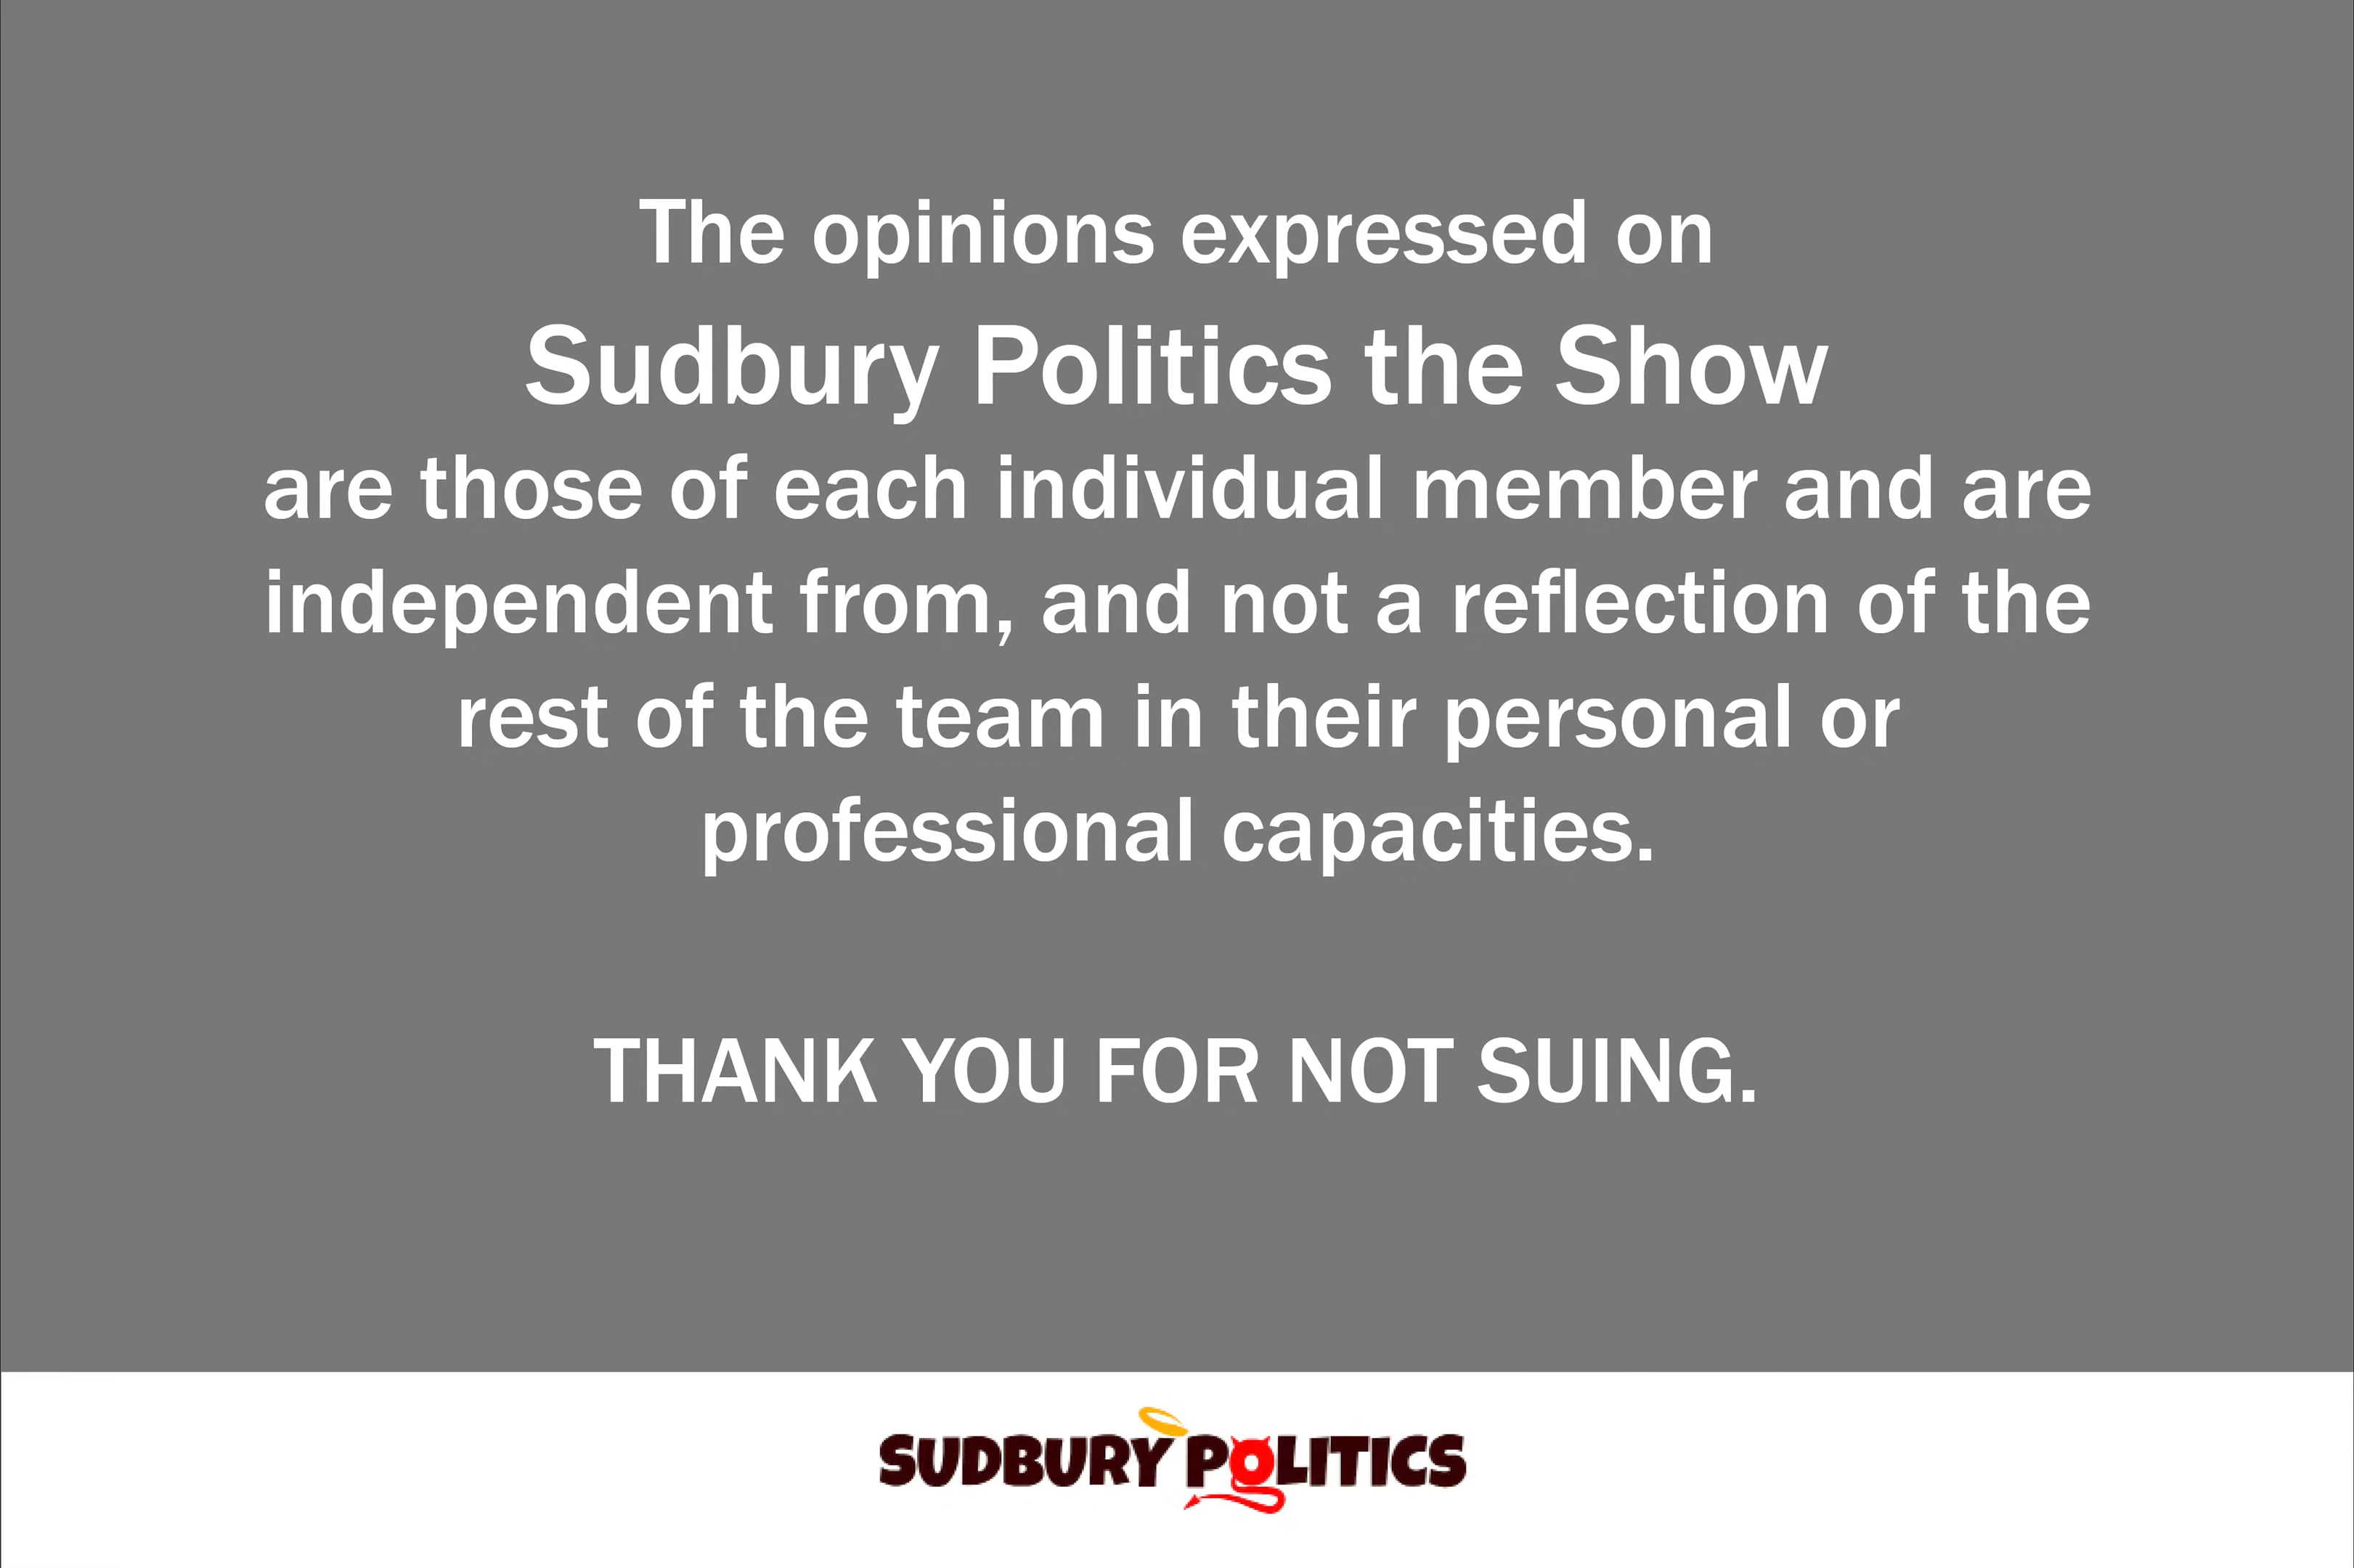 The opinions expressed on
Sudbury Politics the Show
are those of each individual member and are
independent from, and not a reflection of the
rest of the team in their personal or
professional capacities.
THANK YOU FOR NOT SUING.
SUDBURY POLITICS